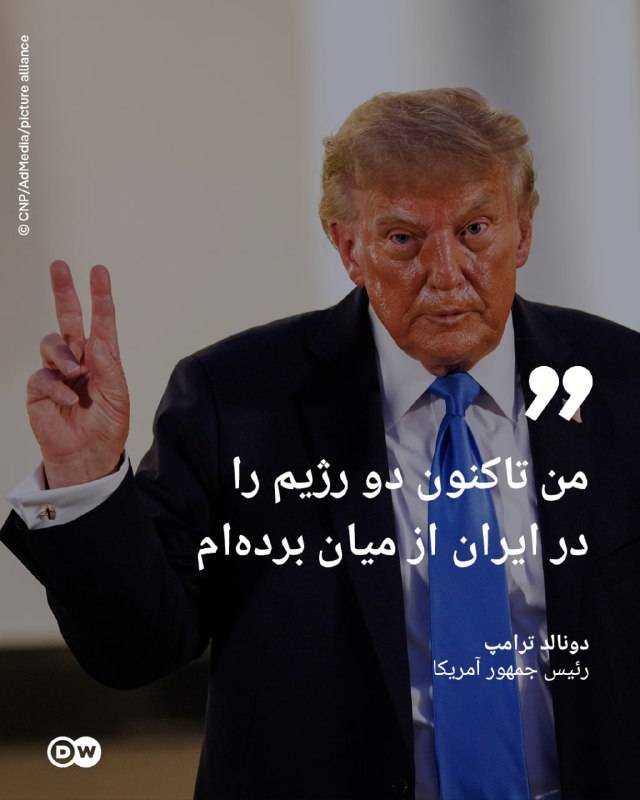 © CNP/AdMedia/picture alliance
”
من تاکنون دو رژیم را
در ایران از میان برده‌ام
دونالد ترامپ
رئیس جمهور آمریکا
DW